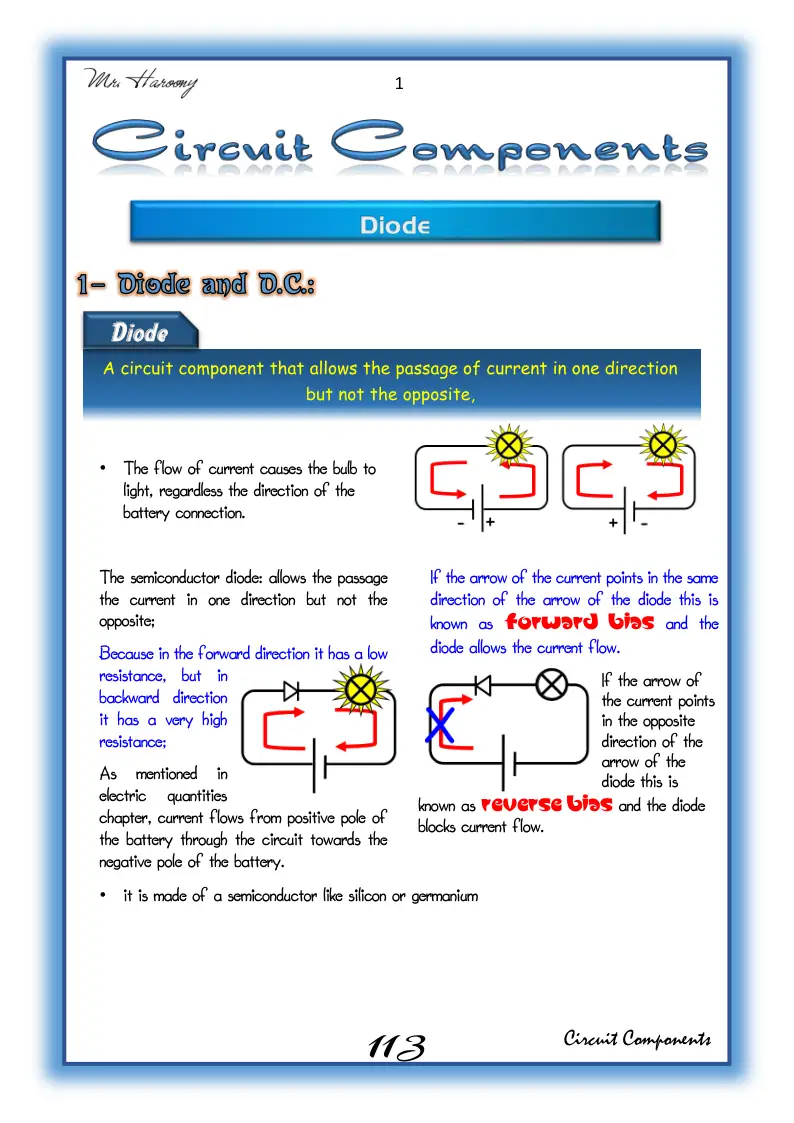 Mr. Haroony
1
Circuit Components
Diode
1- Diode and D.C.:
Diode
A circuit component that allows the passage of current in one direction
but not the opposite,
• The flow of current causes the bulb to
light, regardless the direction of the
battery connection.
- +
+ -
The semiconductor diode: allows the passage
the current in one direction but not the
opposite;
Because in the forward direction it has a low
resistance, but in
backward direction
it has a very high
resistance;
As mentioned in
electric quantities
chapter, current flows from positive pole of
the battery through the circuit towards the
negative pole of the battery.
If the arrow of the current points in the same
direction of the arrow of the diode this is
known as forward bias and the
diode allows the current flow.
If the arrow of
the current points
in the opposite
direction of the
arrow of the
diode this is
known as reverse bias and the diode
blocks current flow.
• it is made of a semiconductor like silicon or germanium
113
Circuit Components